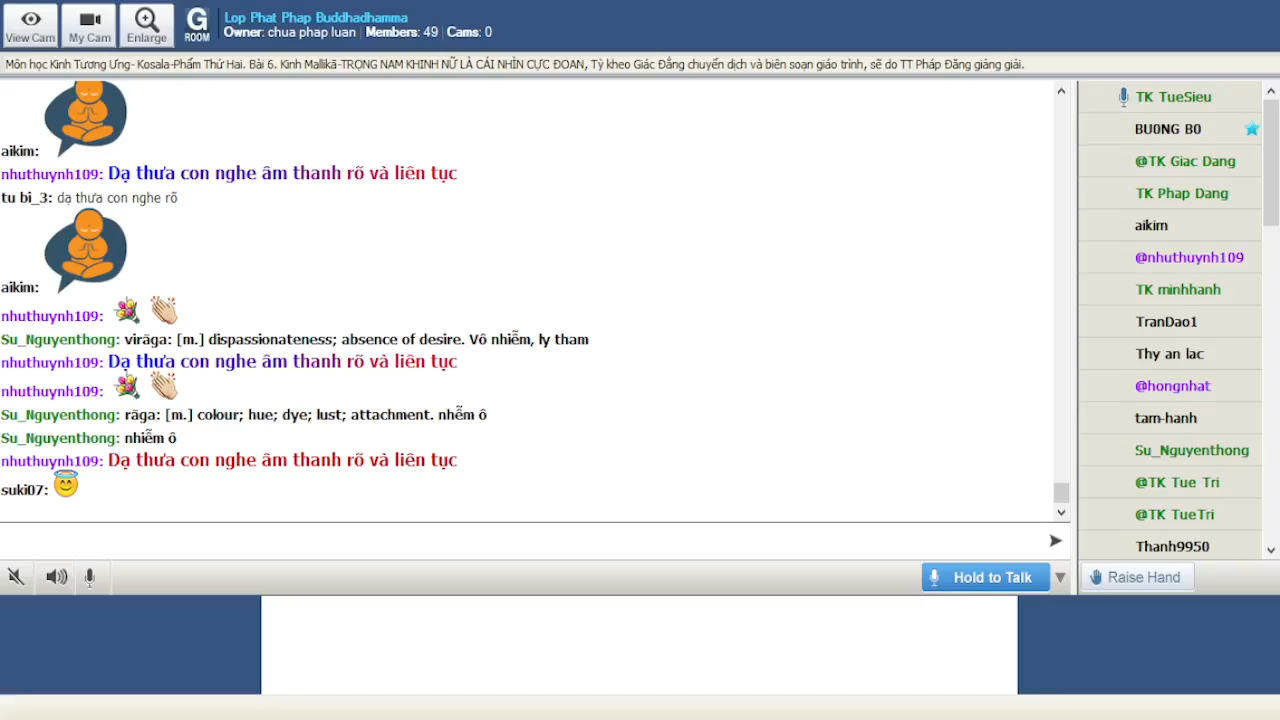 View Cam
My Cam
Enlarge
G
ROOM
Lop Phat Phap Buddhadhamma
Owner: chua phap luan | Members: 49 | Cams: 0
Môn học Kinh Tương Ưng- Kosala-Phẩm Thứ Hai. Bài 6. Kinh Mallikā-TRỌNG NAM KHINH NỮ LÀ CÁI NHÌN CỰC ĐOAN, Tỳ kheo Giác Đẳng chuyển dịch và biên soạn giáo trình, sẽ do TT Pháp Đăng giảng giải.
aikim:
nhuthuynh109: Dạ thưa con nghe âm thanh rõ và liên tục
tu bi_3: dạ thưa con nghe rõ
aikim:
nhuthuynh109:
Su_Nguyenthong: virāga: [m.] dispassionateness; absence of desire. Vô nhiễm, ly tham
nhuthuynh109: Dạ thưa con nghe âm thanh rõ và liên tục
nhuthuynh109:
Su_Nguyenthong: rāga: [m.] colour; hue; dye; lust; attachment. nhễm ô
Su_Nguyenthong: nhiễm ô
nhuthuynh109: Dạ thưa con nghe âm thanh rõ và liên tục
suki07:
TK TueSieu
BU0NG B0
@TK Giac Dang
TK Phap Dang
aikim
@nhuthuynh109
TK minhhanh
TranDao1
Thy an lac
@hongnhat
tam-hanh
Su_Nguyenthong
@TK Tue Tri
@TK TueTri
Thanh9950
Hold to Talk
Raise Hand